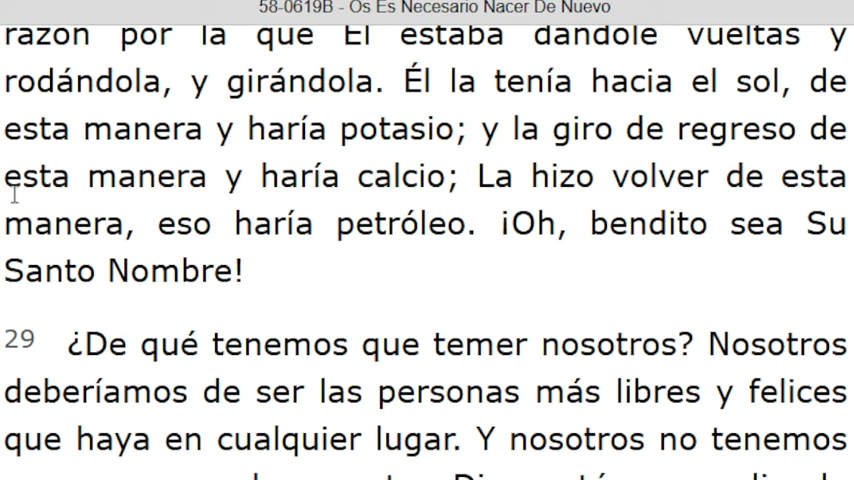 58-0619B - Os Es Necesario Nacer De Nuevo
razón por la que Él estaba dándole vueltas y
rodándola, y girándola. Él la tenía hacia el sol, de
esta manera y haría potasio; y la giro de regreso de
esta manera y haría calcio; La hizo volver de esta
manera, eso haría petróleo. ¡Oh, bendito sea Su
Santo Nombre!
29 ¿De qué tenemos que temer nosotros? Nosotros
deberíamos de ser las personas más libres y felices
que haya en cualquier lugar. Y nosotros no tenemos